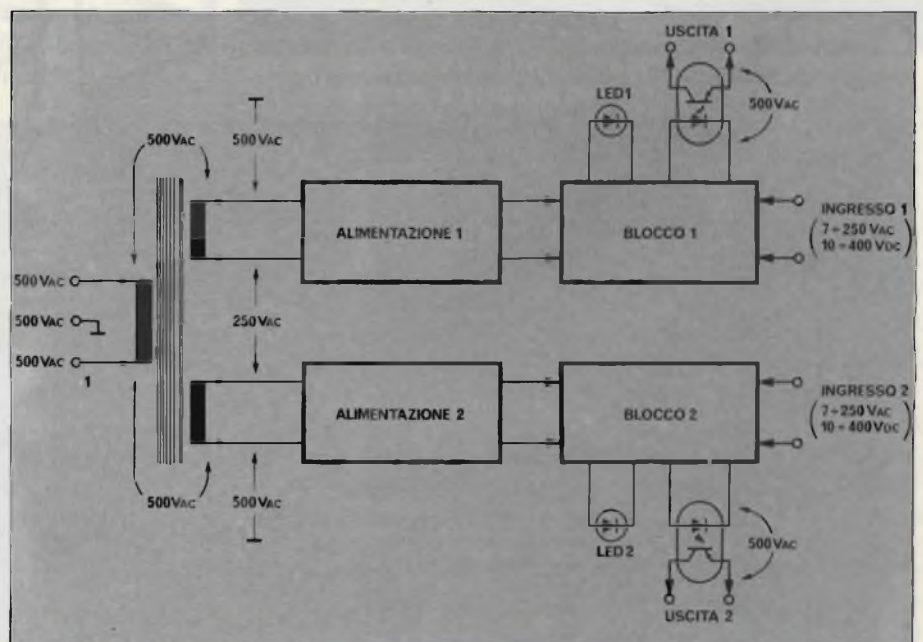 USCITA 1
LED1
500VAC
500VAC
500VAC
ALIMENTAZIONE 1
BLOCCO 1
INGRESSO 1
7÷250 VAC
10÷400 VDC
500VAC
500VAC
500VAC
1
250VAC
ALIMENTAZIONE 2
BLOCCO 2
INGRESSO 2
7÷250 VAC
10÷400 VDC
500VAC
500VAC
LED2
500VAC
USCITA 2